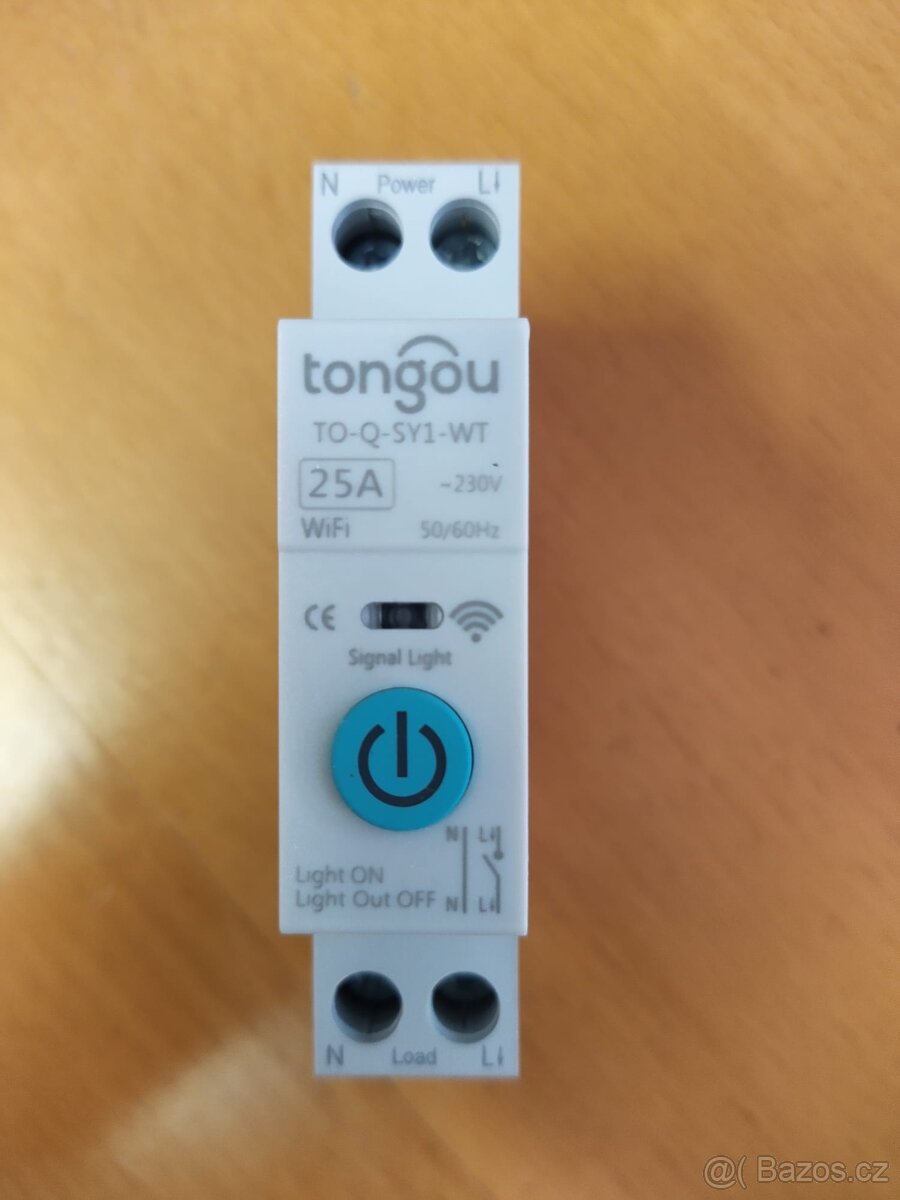 N Power L
tongou
TO-Q-SY1-WT
25A ~230V
WiFi 50/60Hz
CE
Signal Light
N L
Light ON
Light Out OFF N L
N Load L
@( Bazos.cz